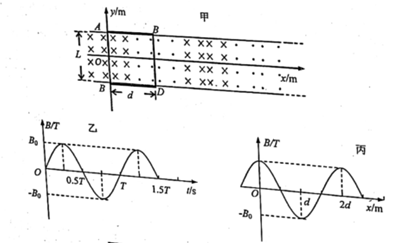 y/m
甲
A
B
L
O
x/m
B
d
D
B/T
乙
B₀
O
0.5T
T
1.5T
t/s
-B₀
B/T
丙
B₀
O
d
2d
x/m
-B₀